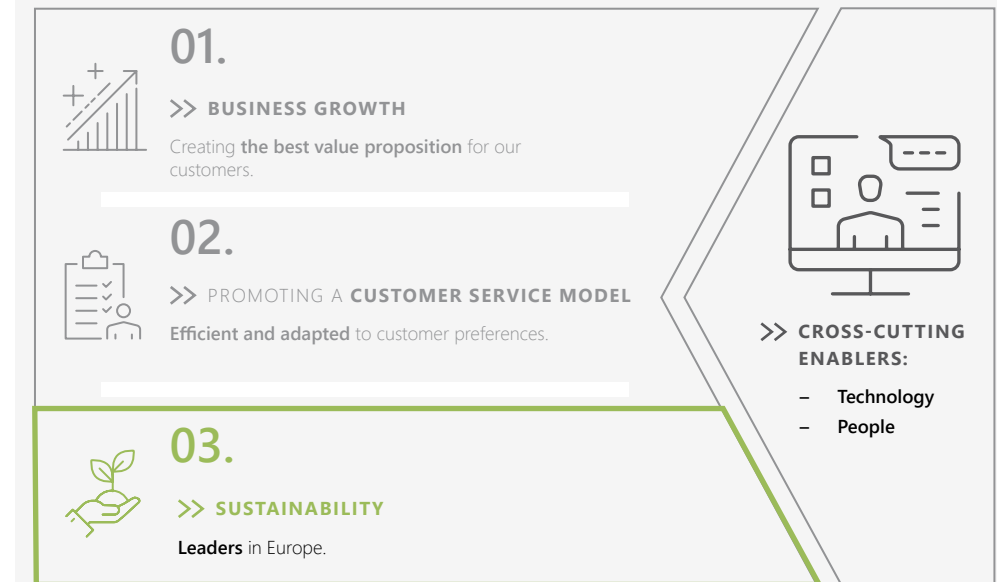 01.
>> BUSINESS GROWTH
Creating the best value proposition for our
customers.
02.
>> PROMOTING A CUSTOMER SERVICE MODEL
Efficient and adapted to customer preferences.
03.
>> SUSTAINABILITY
Leaders in Europe.
>> CROSS-CUTTING
ENABLERS:
– Technology
– People